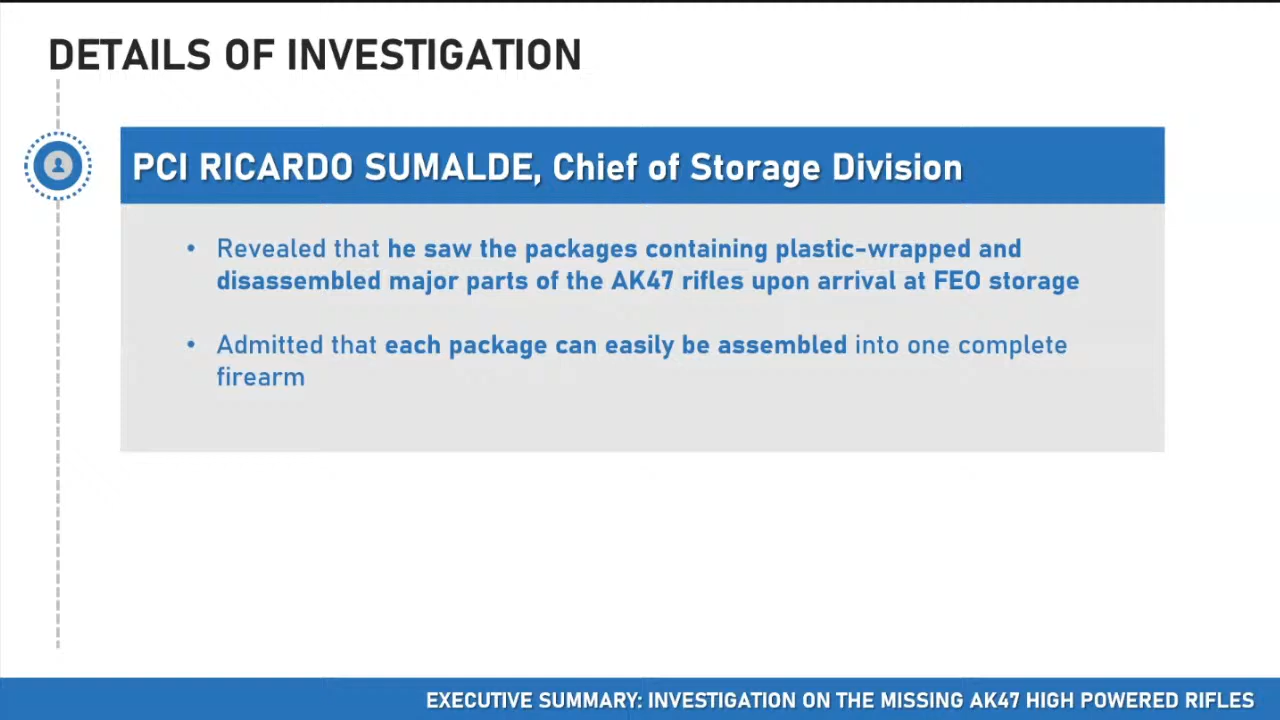 DETAILS OF INVESTIGATION
PCI RICARDO SUMALDE, Chief of Storage Division
• Revealed that he saw the packages containing plastic-wrapped and
disassembled major parts of the AK47 rifles upon arrival at FEO storage
• Admitted that each package can easily be assembled into one complete
firearm
EXECUTIVE SUMMARY: INVESTIGATION ON THE MISSING AK47 HIGH POWERED RIFLES